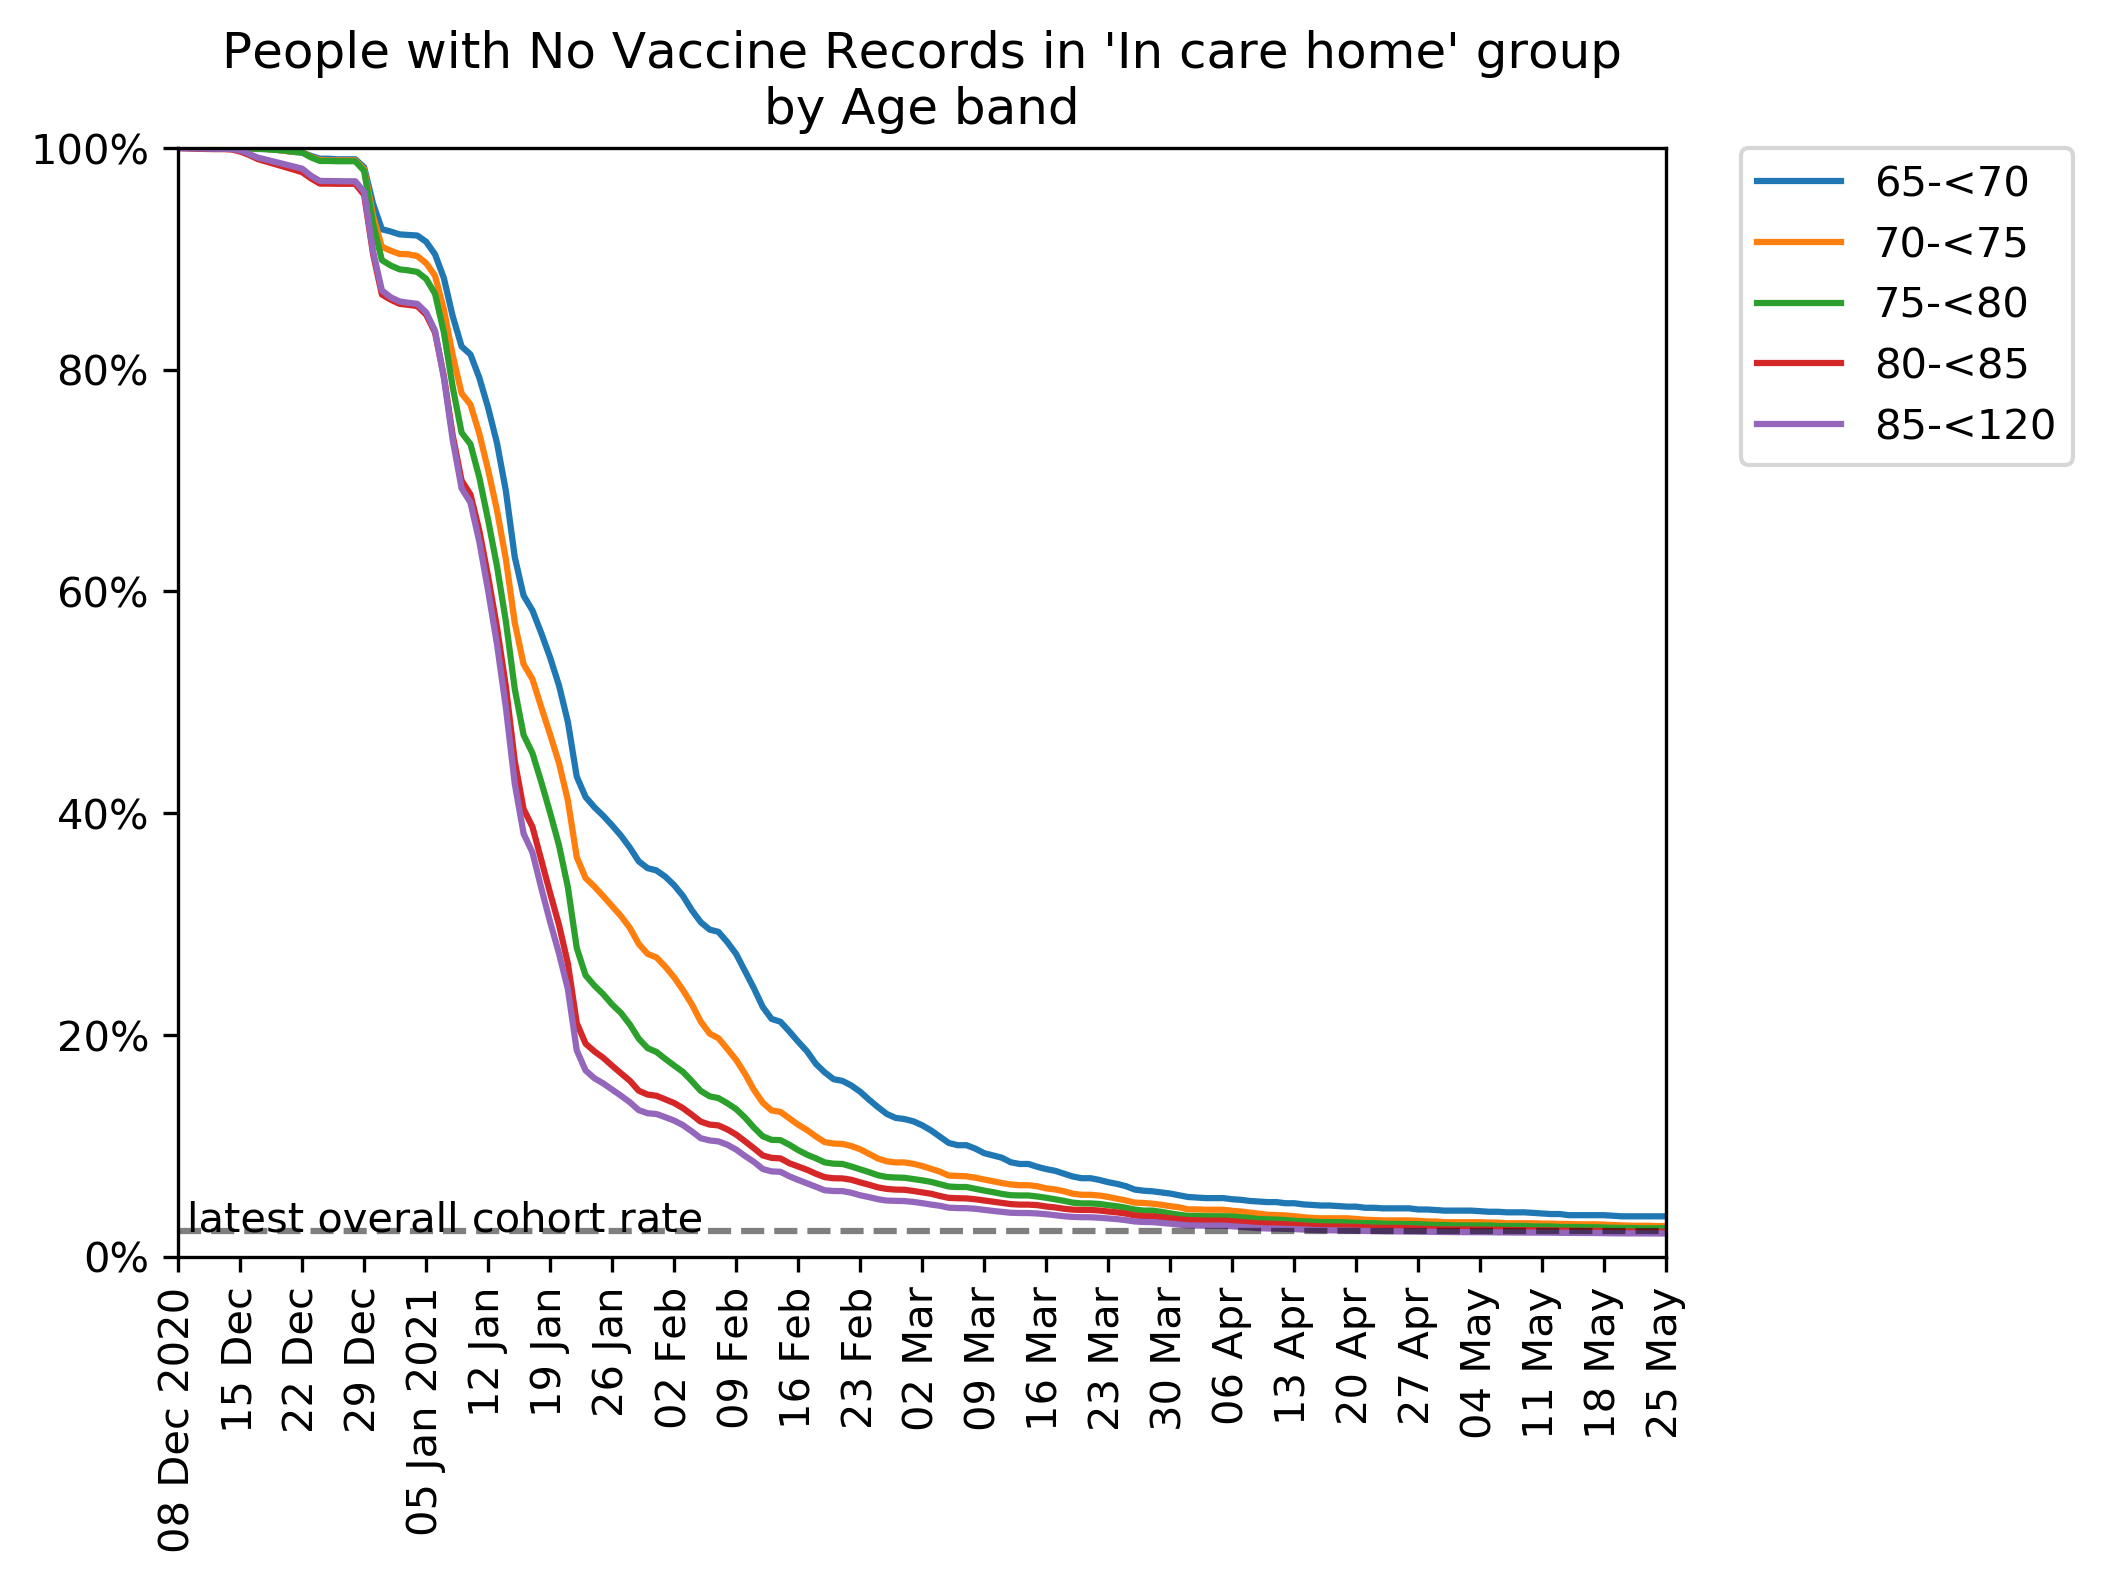 People with No Vaccine Records in 'In care home' group
by Age band
100%
80%
60%
40%
20%
0%
latest overall cohort rate
08 Dec 2020
15 Dec
22 Dec
29 Dec
05 Jan 2021
12 Jan
19 Jan
26 Jan
02 Feb
09 Feb
16 Feb
23 Feb
02 Mar
09 Mar
16 Mar
23 Mar
30 Mar
06 Apr
13 Apr
20 Apr
27 Apr
04 May
11 May
18 May
25 May
65-<70
70-<75
75-<80
80-<85
85-<120